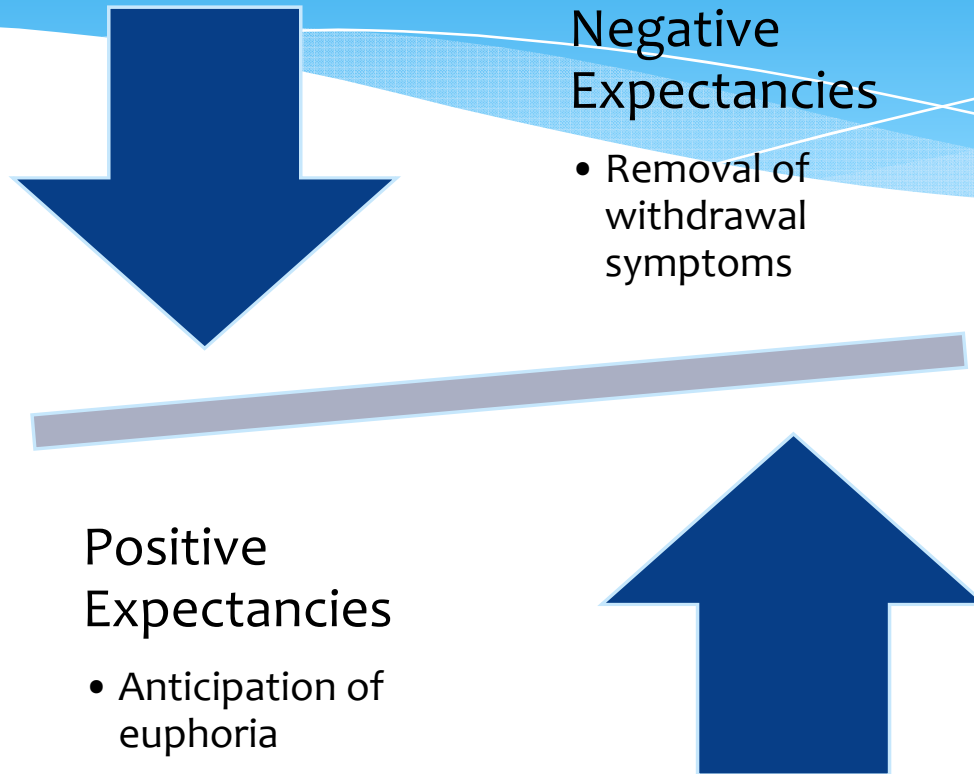 Negative
Expectancies
• Removal of
withdrawal
symptoms
Positive
Expectancies
• Anticipation of
euphoria